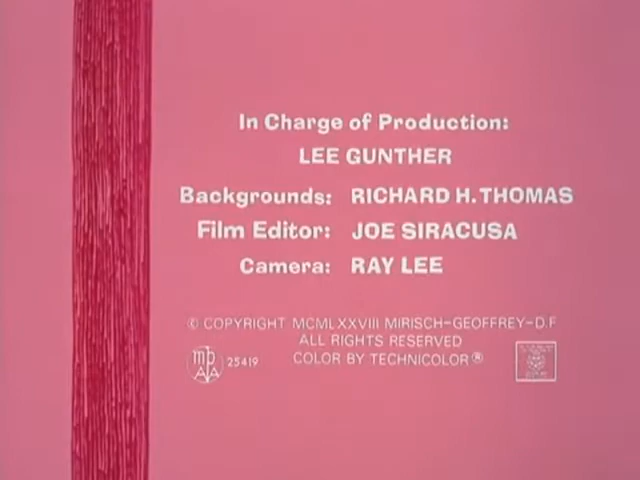 In Charge of Production:
LEE GUNTHER
Backgrounds: RICHARD H. THOMAS
Film Editor: JOE SIRACUSA
Camera: RAY LEE
© COPYRIGHT MCMLXXVIII MIRISCH-GEOFFREY-D.F
ALL RIGHTS RESERVED
COLOR BY TECHNICOLOR®
mpAA 25419